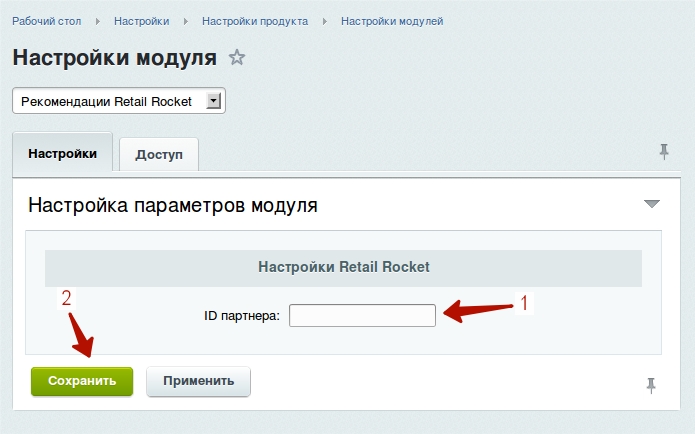 Рабочий стол Настройки Настройки продукта Настройки модулей
Настройки модуля
Рекомендации Retail Rocket
Настройки Доступ
Настройка параметров модуля
Настройки Retail Rocket
2
ID партнера: 1
Сохранить Применить